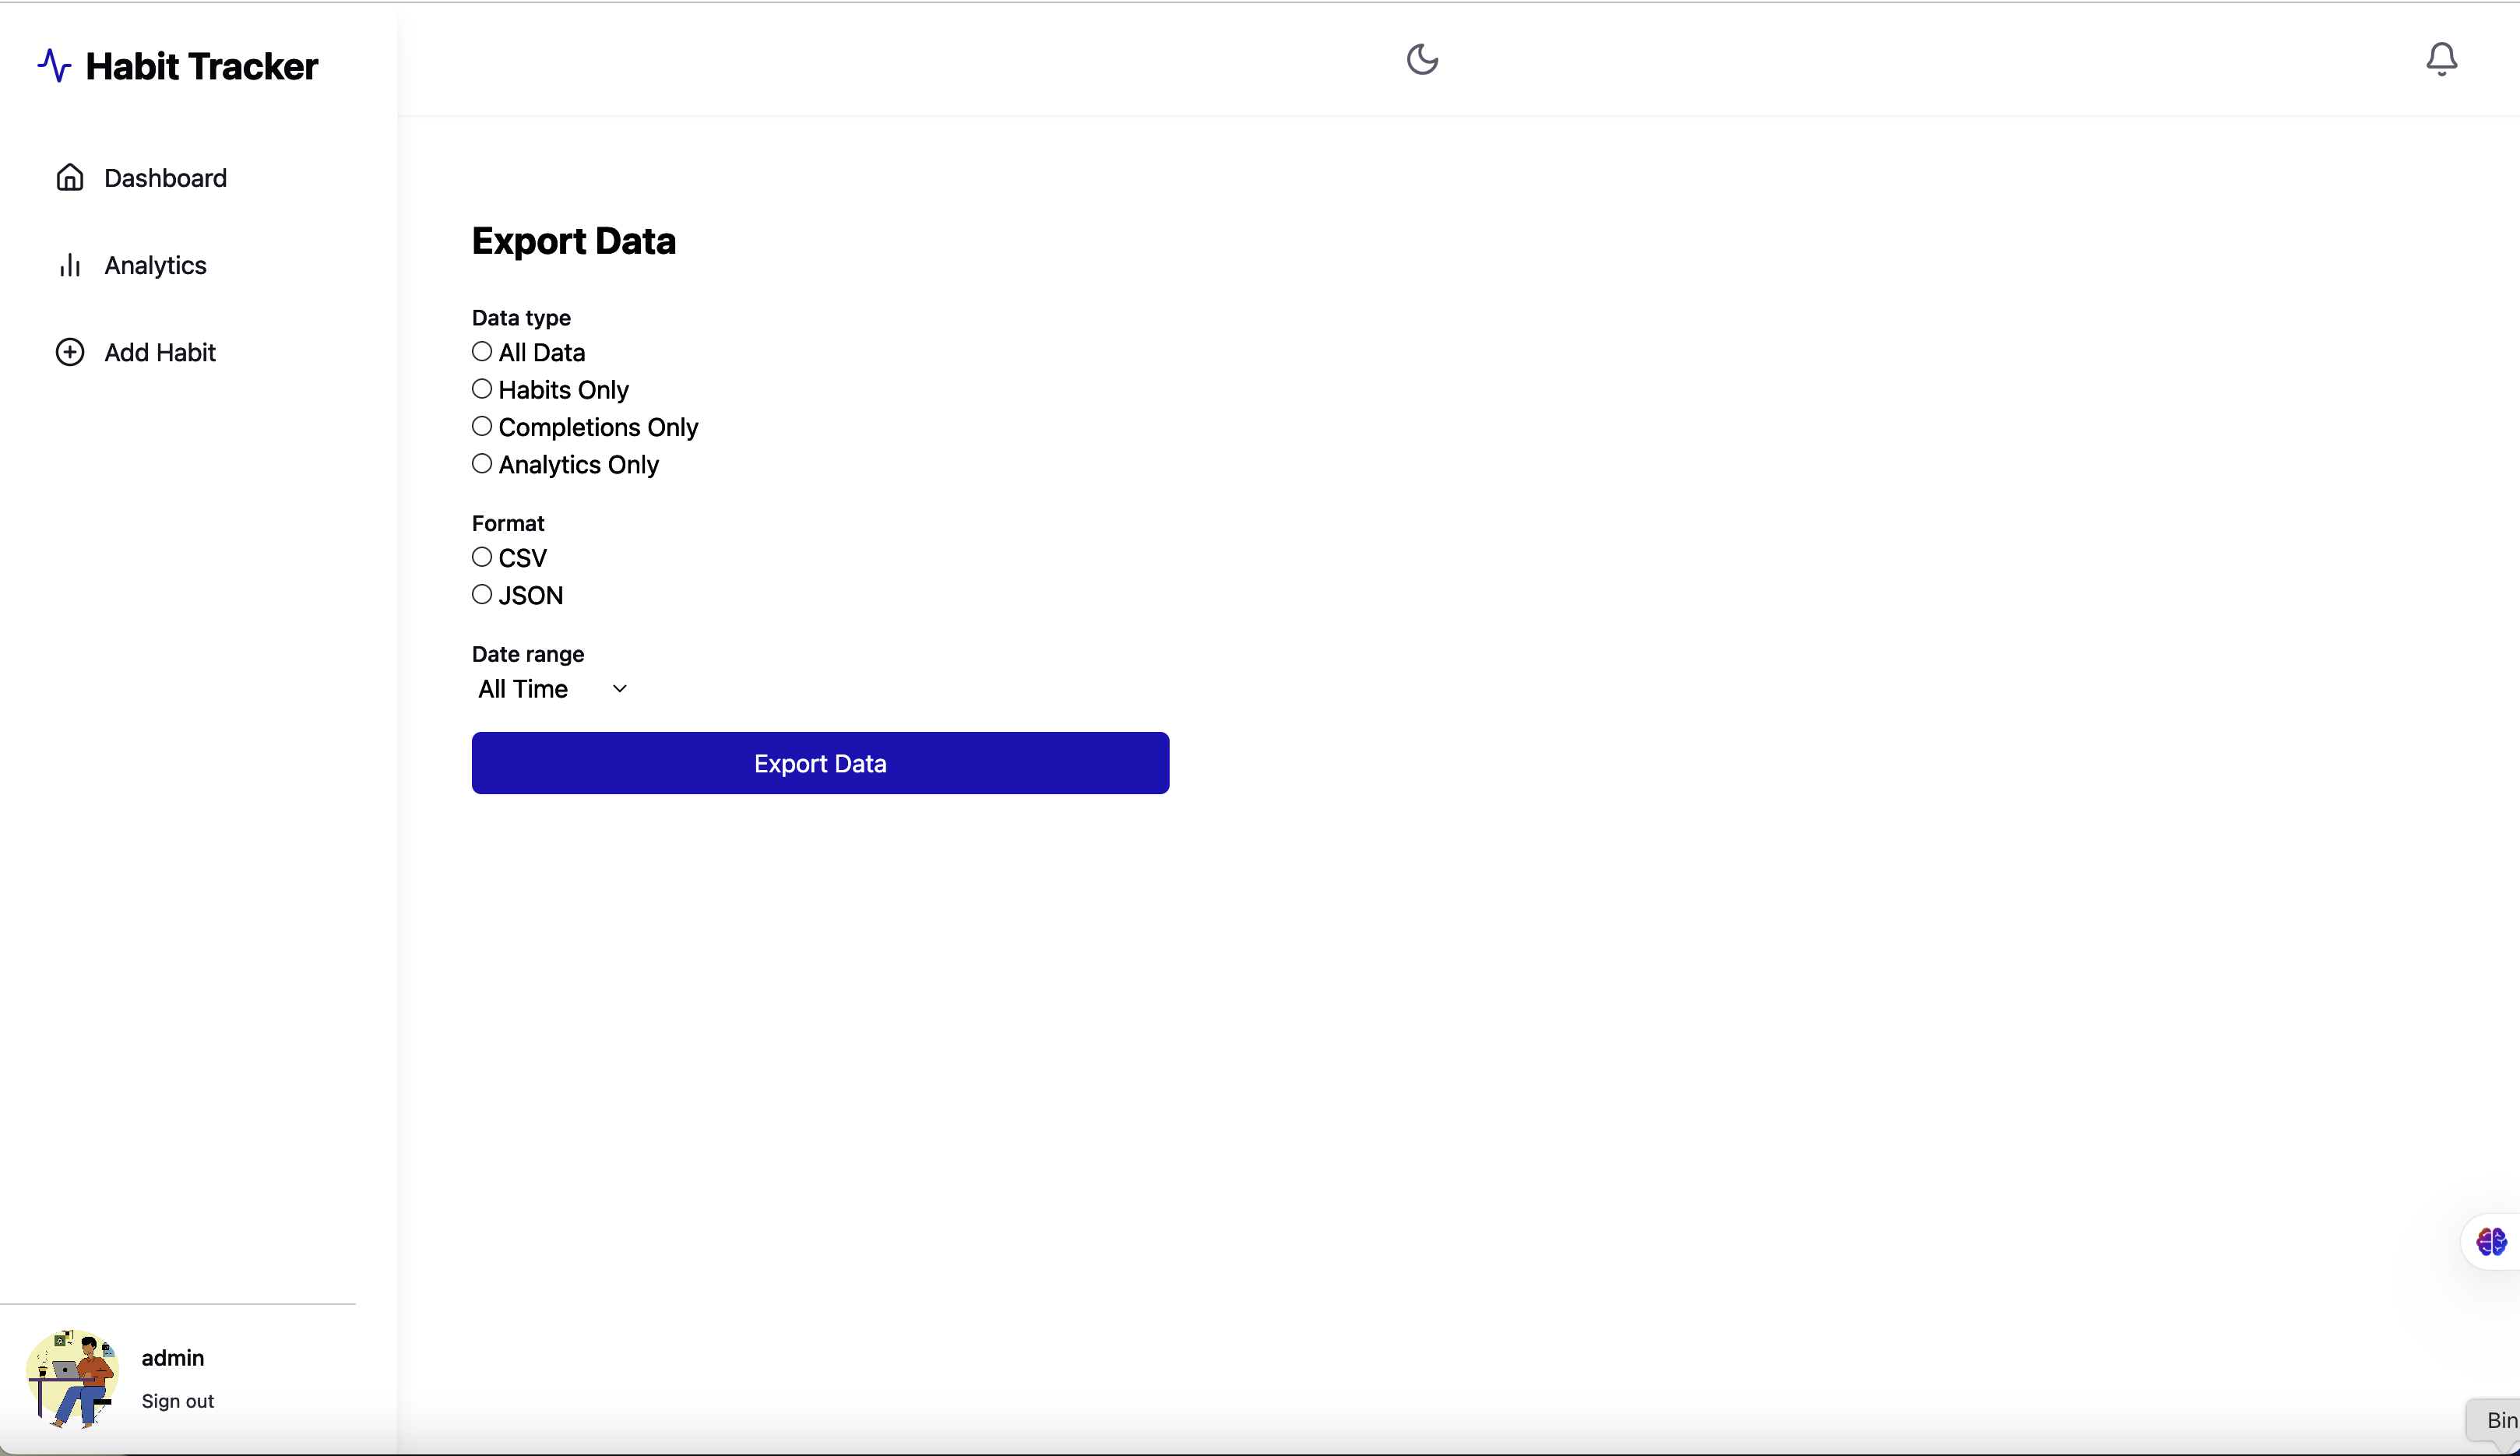 Habit Tracker
Dashboard
Analytics
Add Habit
Export Data
Data type
All Data
Habits Only
Completions Only
Analytics Only
Format
CSV
JSON
Date range
All Time
Export Data
admin
Sign out
Bin